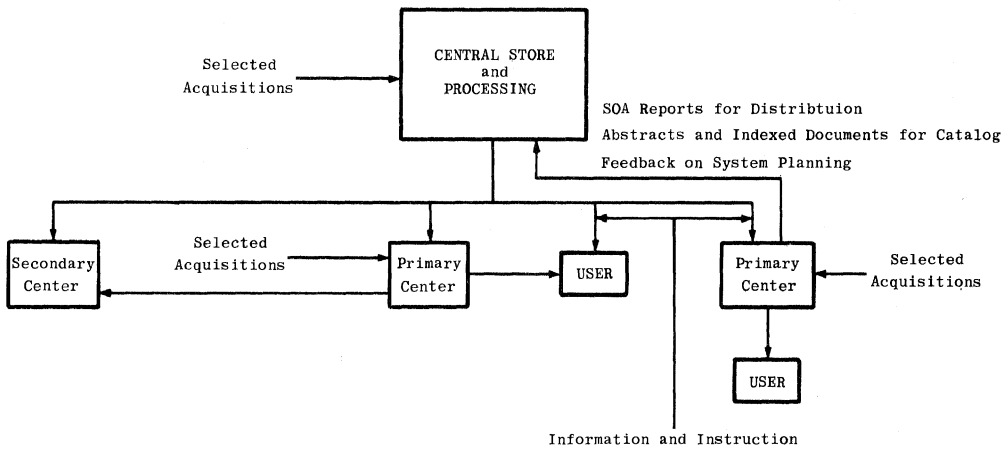 CENTRAL STORE
and
PROCESSING
Selected
Acquisitions
SOA Reports for Distribtuion
Abstracts and Indexed Documents for Catalog
Feedback on System Planning
Secondary
Center
Selected
Acquisitions
Primary
Center
USER
Primary
Center
Selected
Acquisitions
USER
Information and Instruction